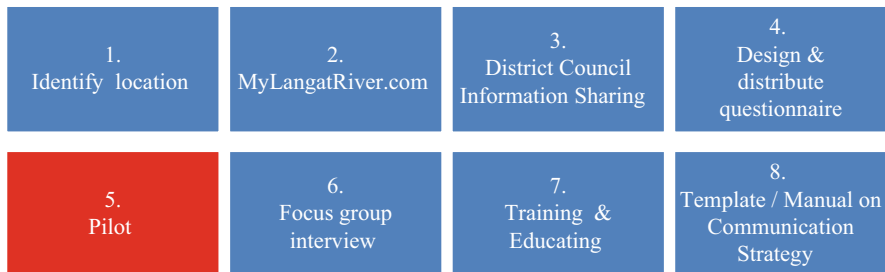 1.
Identify location
2.
MyLangatRiver.com
3.
District Council
Information Sharing
4.
Design &
distribute
questionnaire
5.
Pilot
6.
Focus group
interview
7.
Training &
Educating
8.
Template / Manual on
Communication
Strategy